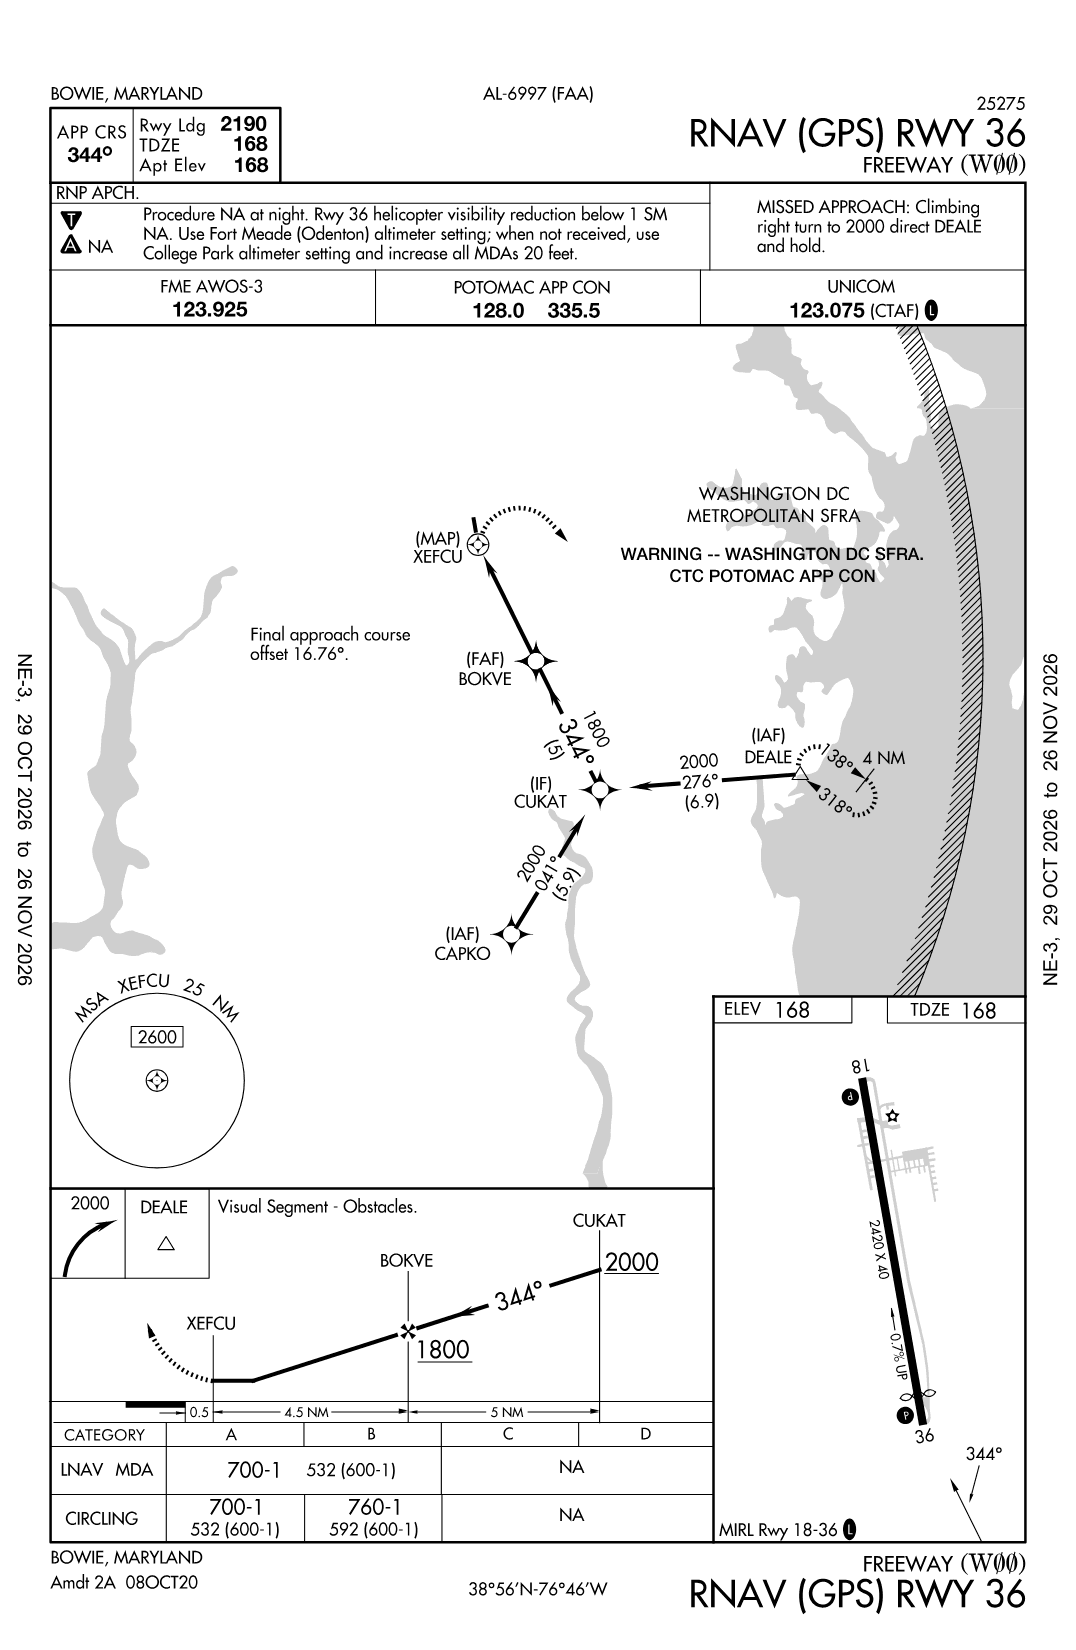 BOWIE, MARYLAND
AL-6997 (FAA)
25275
RNAV (GPS) RWY 36
FREEWAY (WØØ)
APP CRS
344°
Rwy Ldg 2190
TDZE 168
Apt Elev 168
RNP APCH.
T
A NA
Procedure NA at night. Rwy 36 helicopter visibility reduction below 1 SM
NA. Use Fort Meade (Odenton) altimeter setting; when not received, use
College Park altimeter setting and increase all MDAs 20 feet.
MISSED APPROACH: Climbing
right turn to 2000 direct DEALE
and hold.
FME AWOS-3
123.925
POTOMAC APP CON
128.0 335.5
UNICOM
123.075 (CTAF) L
WASHINGTON DC
METROPOLITAN SFRA
WARNING -- WASHINGTON DC SFRA.
CTC POTOMAC APP CON
(MAP)
XEFCU
Final approach course
offset 16.76°.
(FAF)
BOKVE
1800
344°
(5)
(IAF)
DEALE
138°
4 NM
318°
2000
276°
(6.9)
(IF)
CUKAT
2000
041°
(5.9)
(IAF)
CAPKO
MSA XEFCU 25 NM
2600
ELEV 168
TDZE 168
18
P
2420 X 40
0.7% UP
P
36
344°
MIRL Rwy 18-36 L
2000
DEALE
Visual Segment - Obstacles.
CUKAT
2000
BOKVE
344°
1800
XEFCU
0.5
4.5 NM
5 NM
CATEGORY A B C D
LNAV MDA 700-1 532 (600-1) NA
CIRCLING 700-1 532 (600-1) 760-1 592 (600-1) NA
BOWIE, MARYLAND
Amdt 2A 08OCT20
38°56'N-76°46'W
FREEWAY (WØØ)
RNAV (GPS) RWY 36
NE-3, 29 OCT 2026 to 26 NOV 2026
NE-3, 29 OCT 2026 to 26 NOV 2026